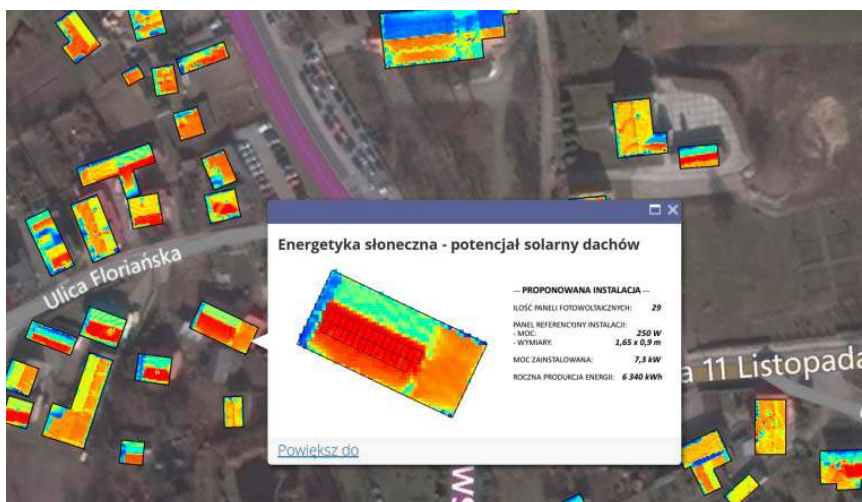 Ulica Floriańska
Energetyka słoneczna - potencjał solarny dachów
--- PROPONOWANA INSTALACJA ---
ILOŚĆ PANELI FOTOWOLTAICZNYCH: 29
PANEL REFERENCYJNY INSTALACJI:
- MOC: 250 W
- WYMIARY: 1,65 x 0,9 m
MOC ZAINSTALOWANA: 7,3 kW
ROCZNA PRODUKCJA ENERGII: 6 340 kWh
a 11 Listopada
Powiększ do
ws